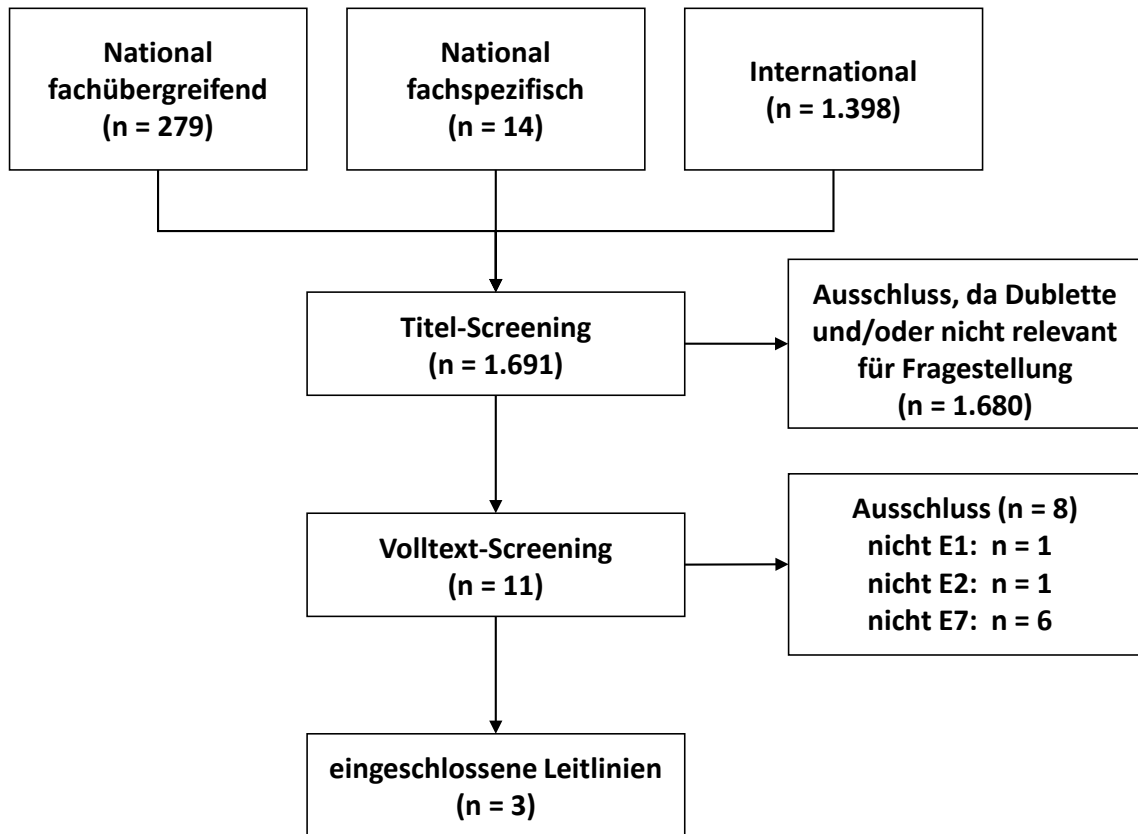 National
fachübergreifend
(n = 279)
National
fachspezifisch
(n = 14)
International
(n = 1.398)
Titel-Screening
(n = 1.691)
Ausschluss, da Dublette
und/oder nicht relevant
für Fragestellung
(n = 1.680)
Volltext-Screening
(n = 11)
Ausschluss (n = 8)
nicht E1: n = 1
nicht E2: n = 1
nicht E7: n = 6
eingeschlossene Leitlinien
(n = 3)